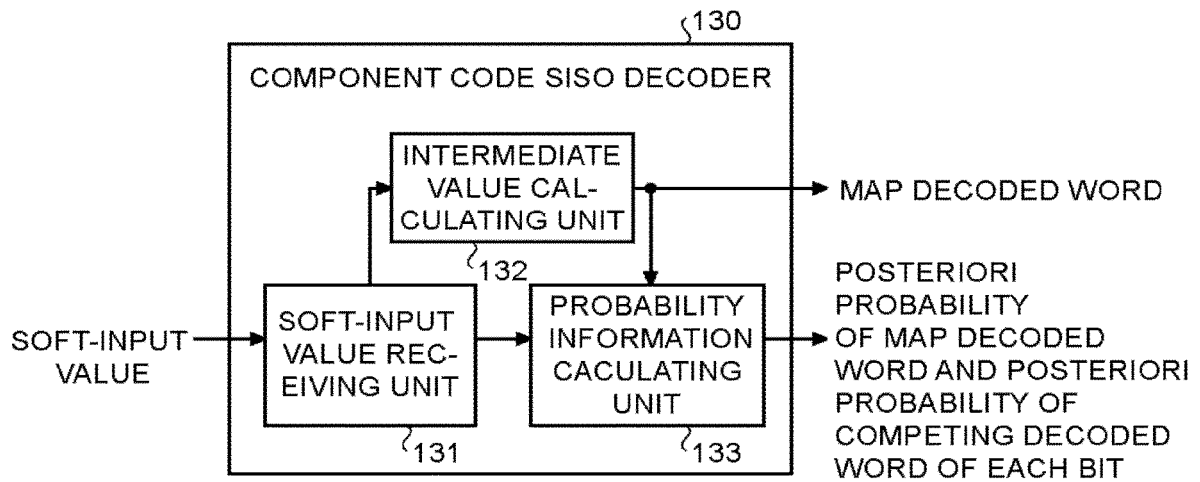 130
COMPONENT CODE SISO DECODER
INTERMEDIATE
VALUE CAL-
CULATING UNIT
132
MAP DECODED WORD
SOFT-INPUT
VALUE
SOFT-INPUT
VALUE REC-
EIVING UNIT
131
PROBABILITY
INFORMATION
CACULATING
UNIT
133
POSTERIORI
PROBABILITY
OF MAP DECODED
WORD AND POSTERIORI
PROBABILITY OF
COMPETING DECODED
WORD OF EACH BIT